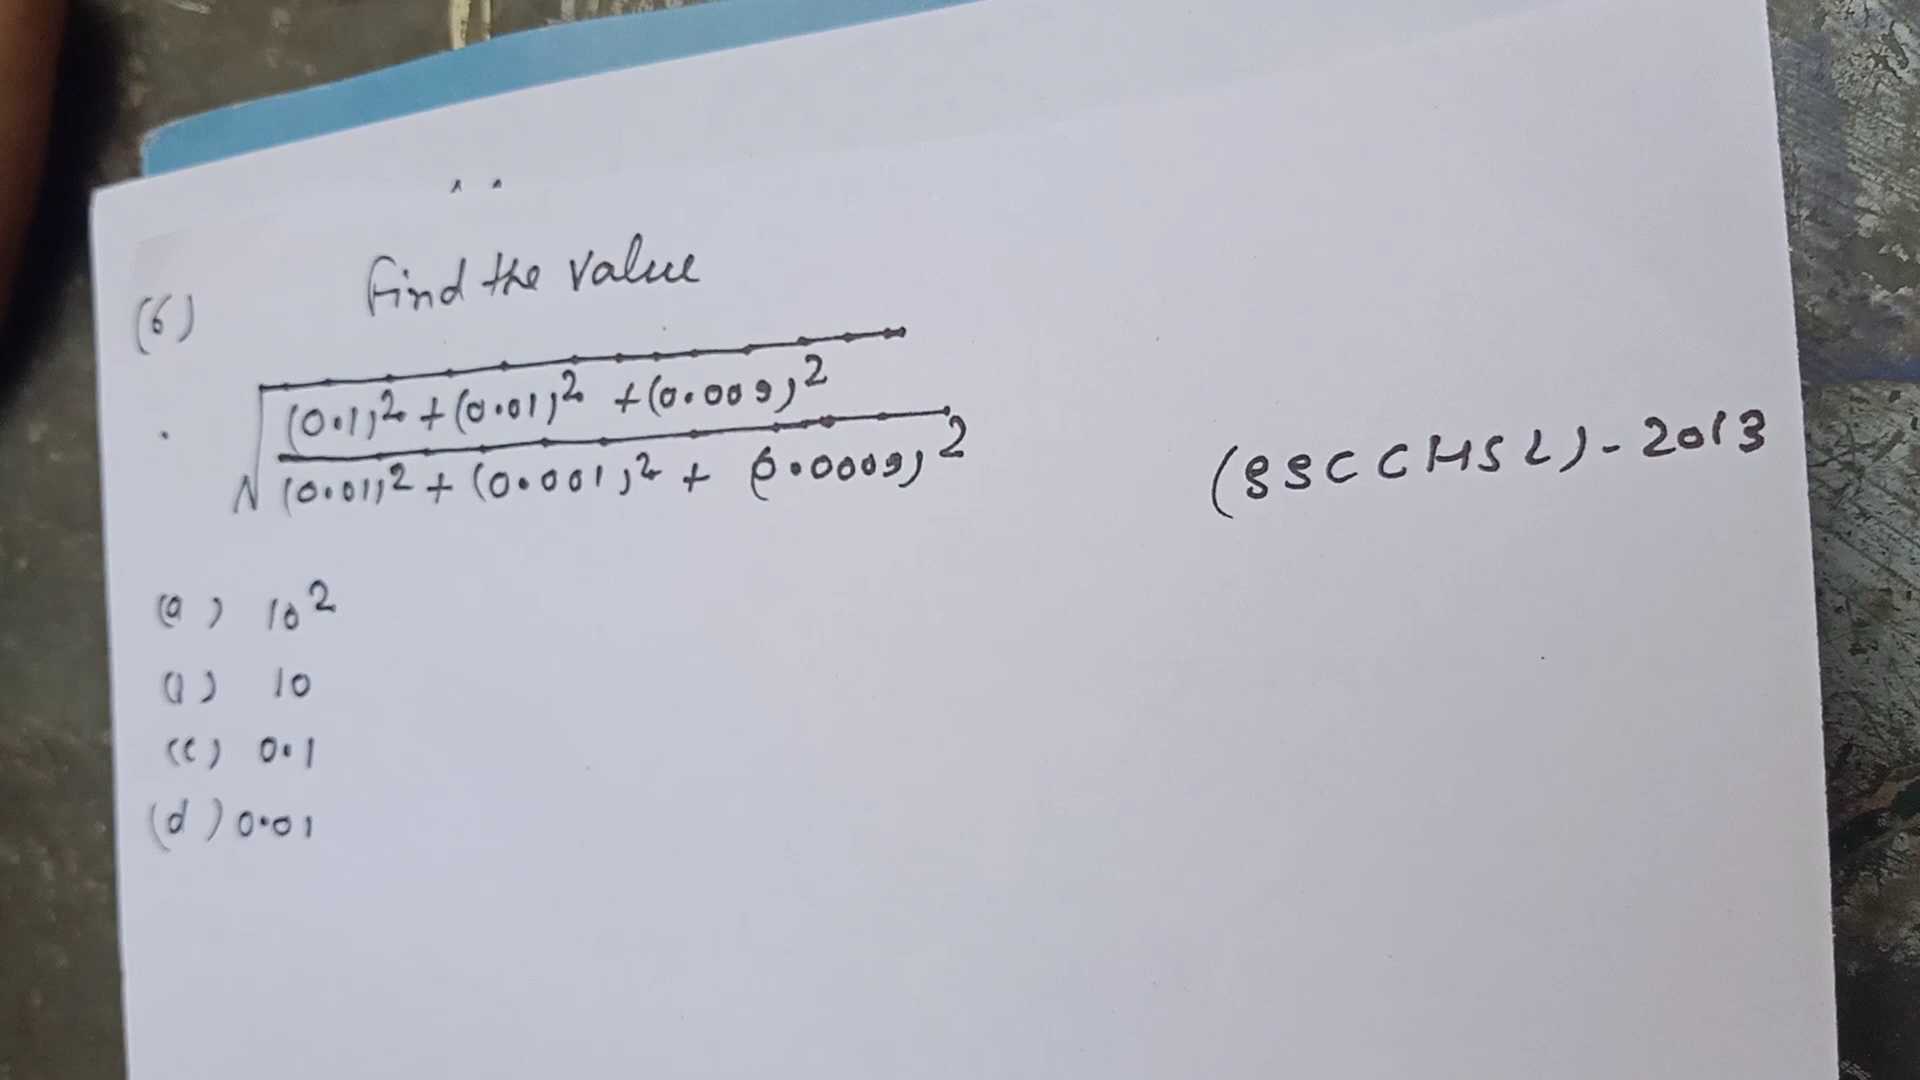 (6) Find the value
√(0.1)² + (0.01)² + (0.009)²
(0.01)² + (0.001)² + (0.0009)²
(SSC CHSL) - 2013
(a) 10²
() 10
(c) 0.1
(d) 0.01